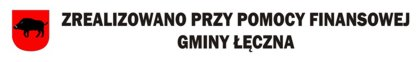 ZREALIZOWANO PRZY POMOCY FINANSOWEJ
GMINY ŁĘCZNA